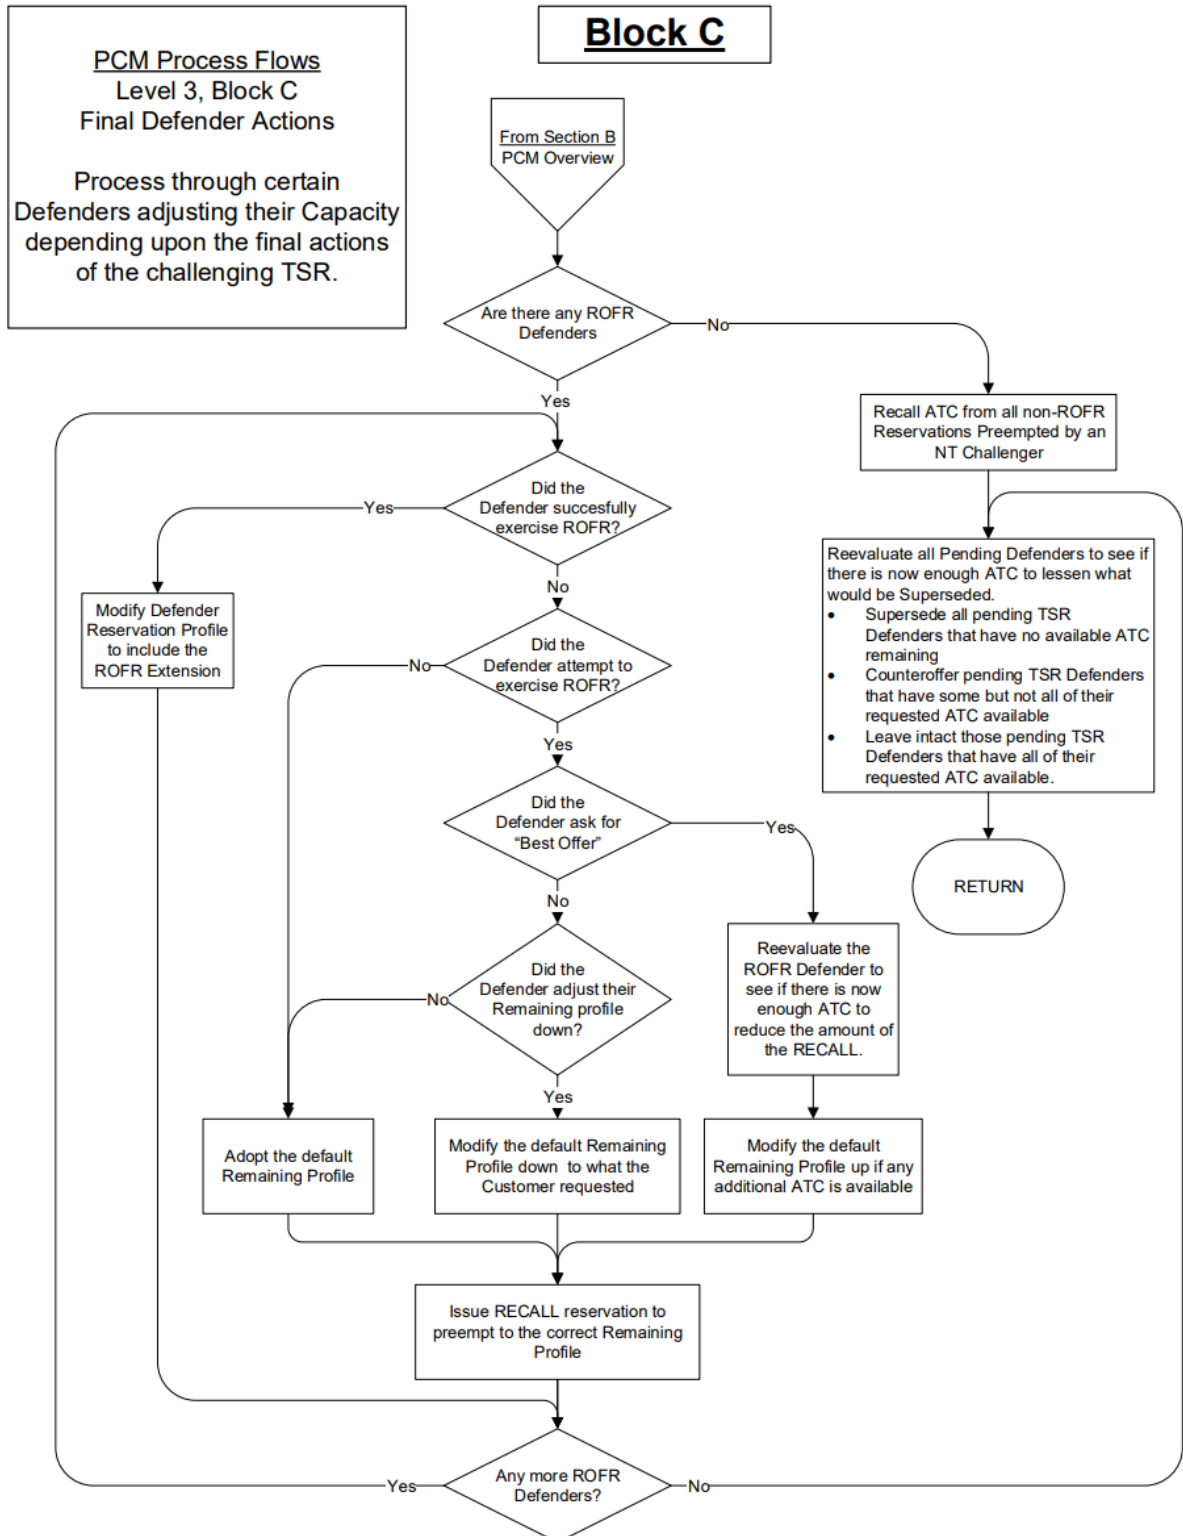 PCM Process Flows
Level 3, Block C
Final Defender Actions
Process through certain
Defenders adjusting their Capacity
depending upon the final actions
of the challenging TSR.
Block C
From Section B
PCM Overview
Are there any ROFR
Defenders
No
Yes
Recall ATC from all non-ROFR
Reservations Preempted by an
NT Challenger
Did the
Defender succesfully
exercise ROFR?
Yes
No
Reevaluate all Pending Defenders to see if
there is now enough ATC to lessen what
would be Superseded.
• Supersede all pending TSR
Defenders that have no available ATC
remaining
• Counteroffer pending TSR Defenders
that have some but not all of their
requested ATC available
• Leave intact those pending TSR
Defenders that have all of their
requested ATC available.
Modify Defender
Reservation Profile
to include the
ROFR Extension
Did the
Defender attempt to
exercise ROFR?
No
Yes
Did the
Defender ask for
“Best Offer”
Yes
No
RETURN
Reevaluate the
ROFR Defender to
see if there is now
enough ATC to
reduce the amount of
the RECALL.
Did the
Defender adjust their
Remaining profile
down?
No
Yes
Adopt the default
Remaining Profile
Modify the default Remaining
Profile down to what the
Customer requested
Modify the default
Remaining Profile up if any
additional ATC is available
Issue RECALL reservation to
preempt to the correct Remaining
Profile
Any more ROFR
Defenders?
Yes
No